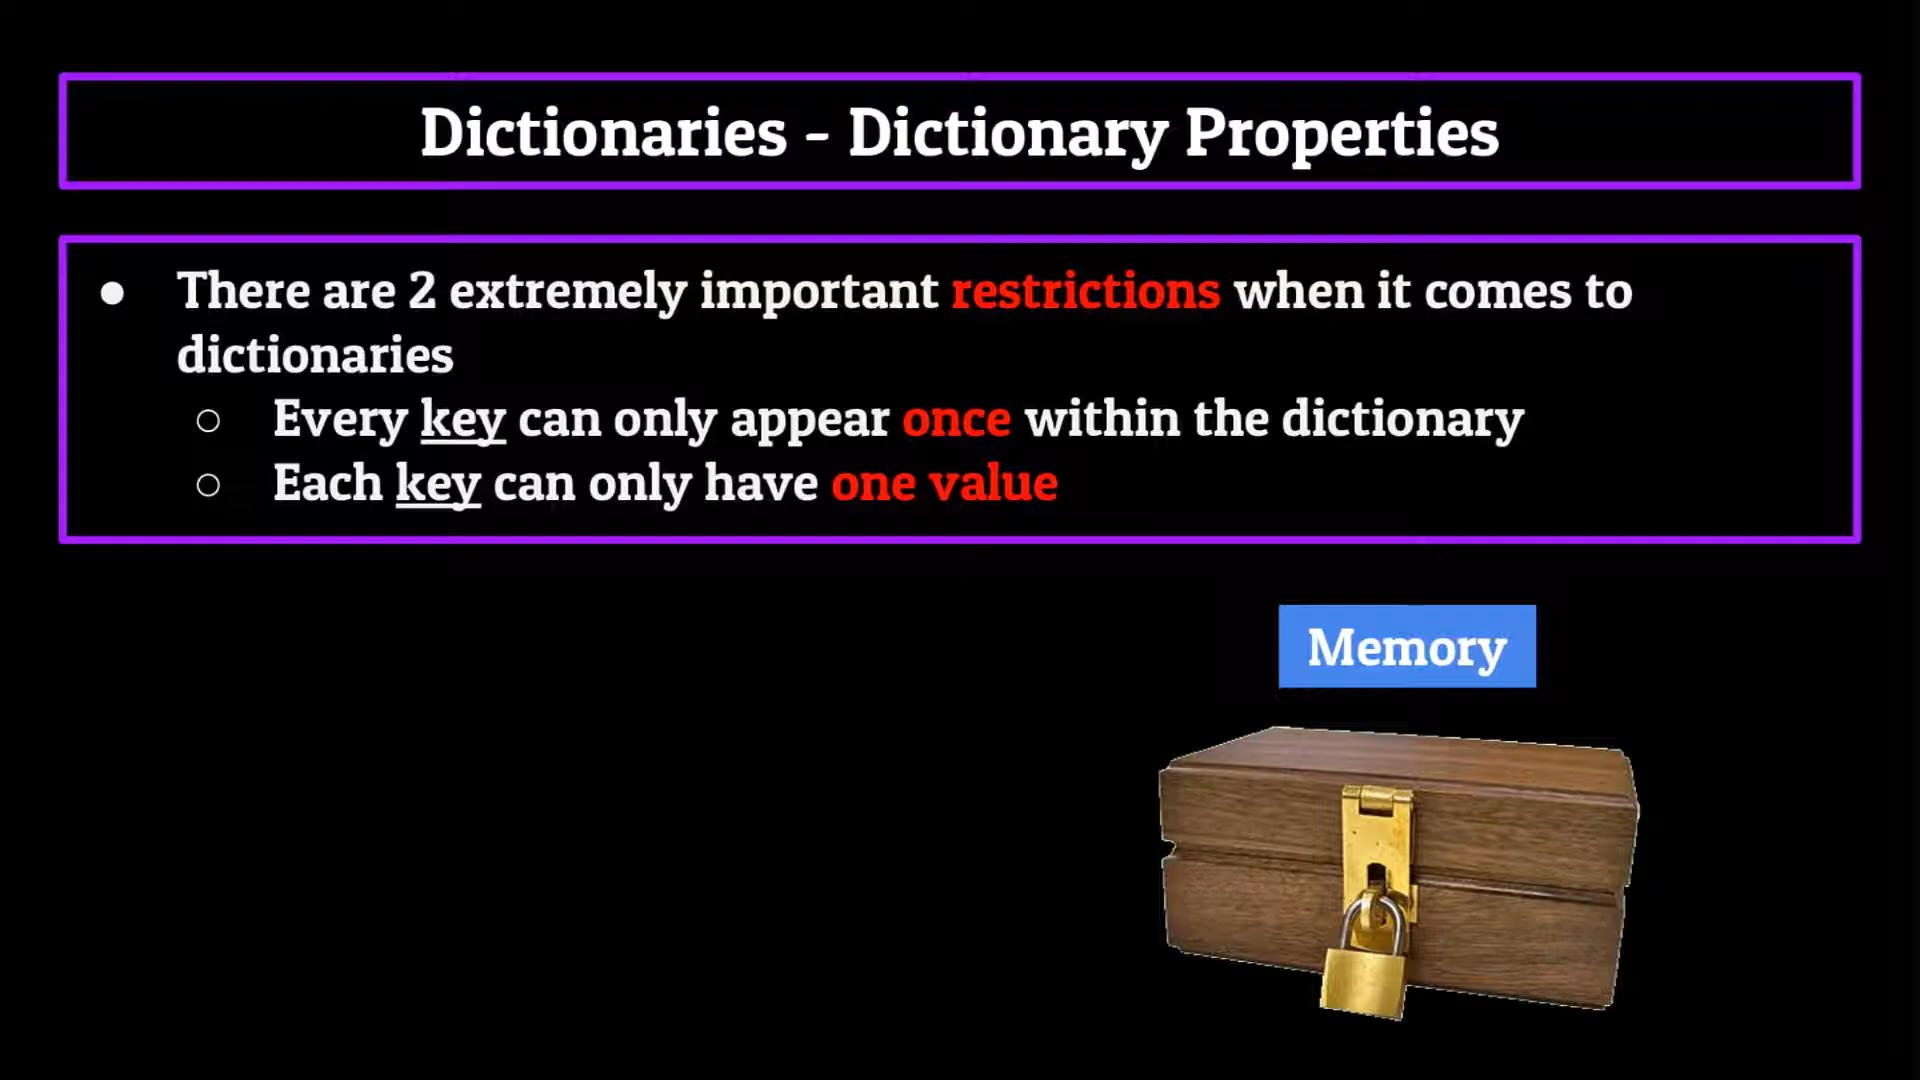 Dictionaries - Dictionary Properties
● There are 2 extremely important restrictions when it comes to
dictionaries
○ Every key can only appear once within the dictionary
○ Each key can only have one value
Memory